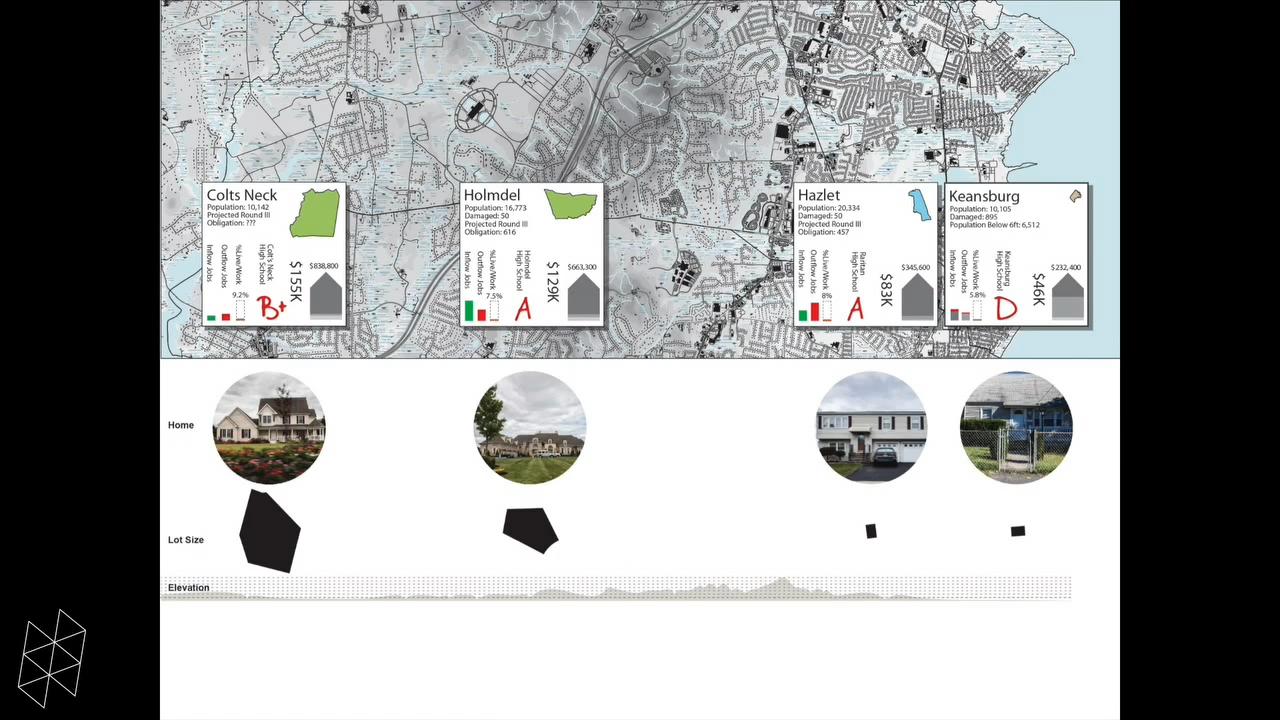 Colts Neck
Population: 10,142
Projected Round III
Obligation: ???
Inflow Jobs
Outflow Jobs
%Live/Work
9.2%
Colt's Neck
High School
B+
$155K
$838,800
Holmdel
Population: 16,773
Damaged: 50
Projected Round III
Obligation: 616
Inflow Jobs
Outflow Jobs
%Live/Work
7.5%
Holmdel
High School
A
$129K
$663,300
Hazlet
Population: 20,334
Damaged: 50
Projected Round III
Obligation: 457
Inflow Jobs
Outflow Jobs
%Live/Work
8%
Raritan
High School
A
$83K
$345,600
Keansburg
Population: 10,105
Damaged: 895
Population Below 6ft: 6,512
Inflow Jobs
Outflow Jobs
%Live/Work
5.8%
Keansburg
High School
D
$46K
$232,400
Home
Lot Size
Elevation